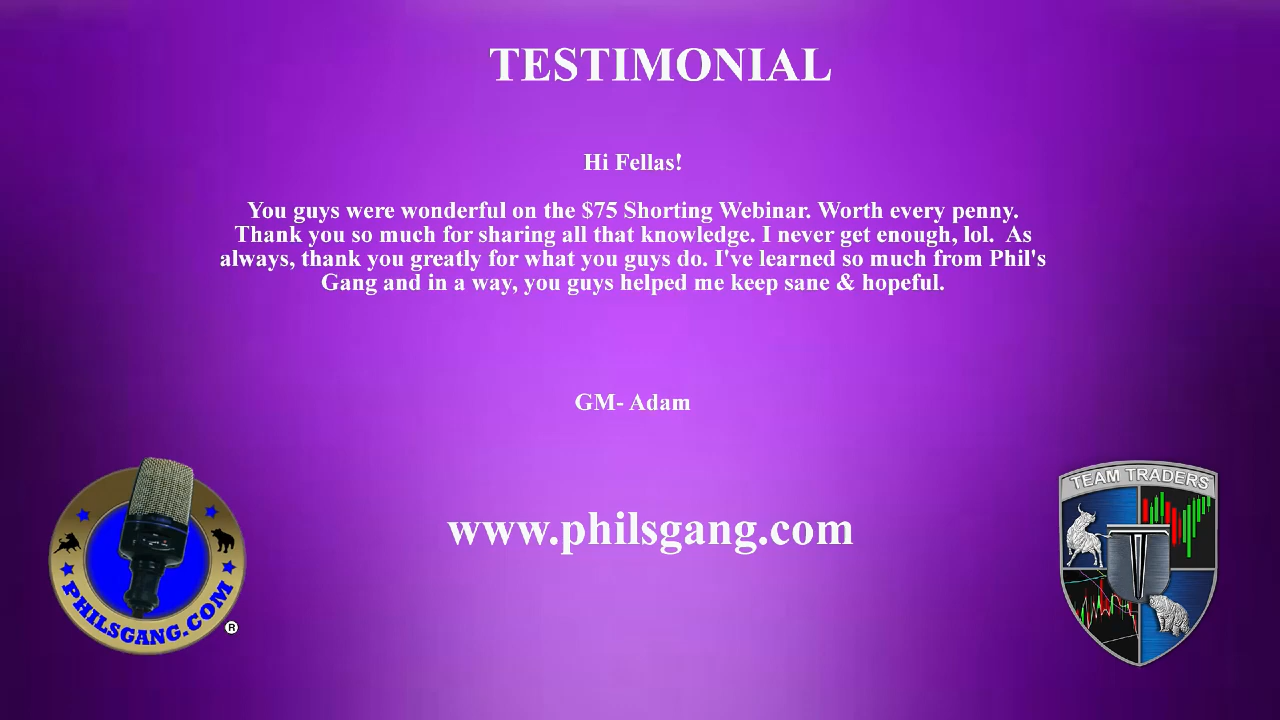 TESTIMONIAL
Hi Fellas!
You guys were wonderful on the $75 Shorting Webinar. Worth every penny.
Thank you so much for sharing all that knowledge. I never get enough, lol.  As
always, thank you greatly for what you guys do. I've learned so much from Phil's
Gang and in a way, you guys helped me keep sane & hopeful.
GM- Adam
www.philsgang.com
PHILSGANG.COM
®
TEAM TRADERS
T